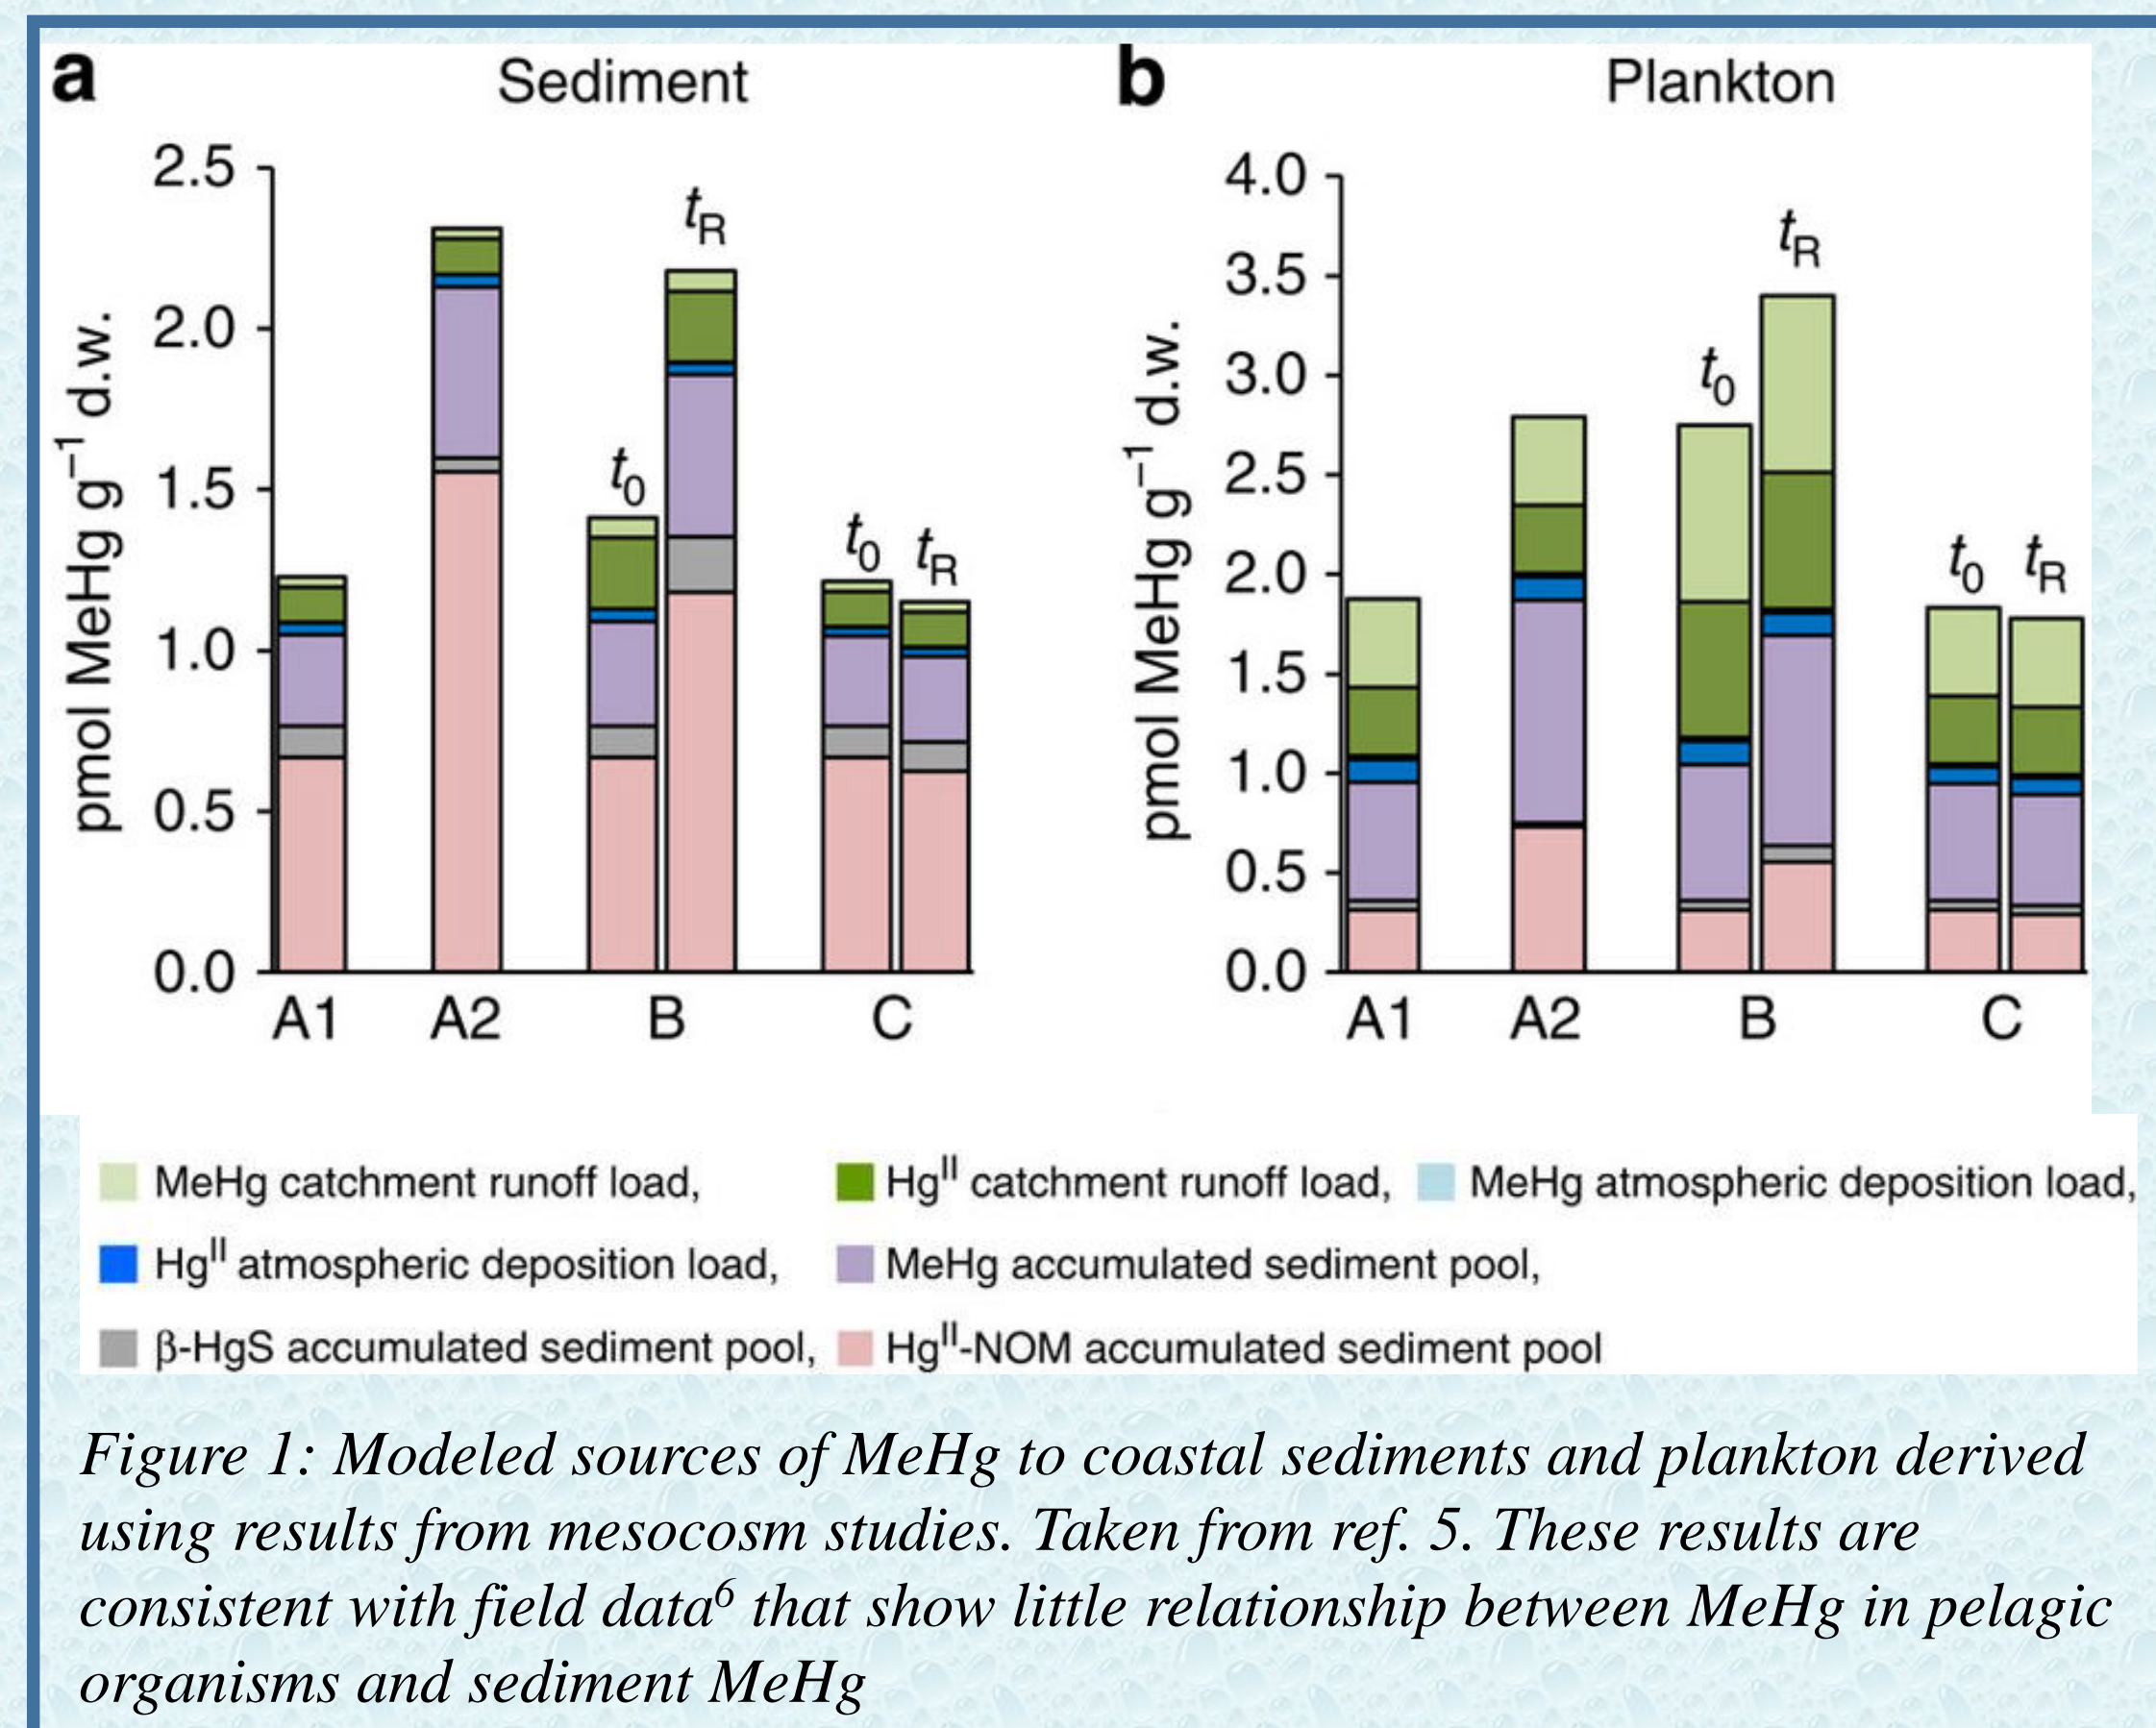 a
Sediment
pmol MeHg g⁻¹ d.w.
2.5
2.0
1.5
1.0
0.5
0.0
t₀
tR
t₀
tR
A1
A2
B
C
b
Plankton
pmol MeHg g⁻¹ d.w.
4.0
3.5
3.0
2.5
2.0
1.5
1.0
0.5
0.0
t₀
tR
t₀
tR
A1
A2
B
C
MeHg catchment runoff load,
Hgᴵᴵ catchment runoff load,
MeHg atmospheric deposition load,
Hgᴵᴵ atmospheric deposition load,
MeHg accumulated sediment pool,
β-HgS accumulated sediment pool,
Hgᴵᴵ-NOM accumulated sediment pool
Figure 1: Modeled sources of MeHg to coastal sediments and plankton derived
using results from mesocosm studies. Taken from ref. 5. These results are
consistent with field data⁶ that show little relationship between MeHg in pelagic
organisms and sediment MeHg